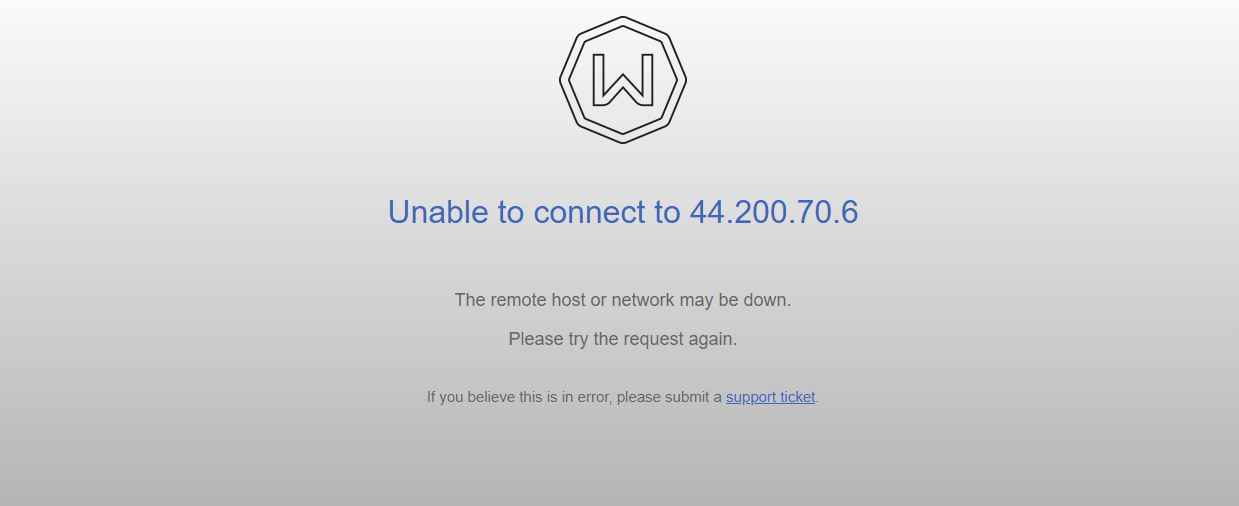 W
Unable to connect to 44.200.70.6
The remote host or network may be down.
Please try the request again.
If you believe this is in error, please submit a support ticket.